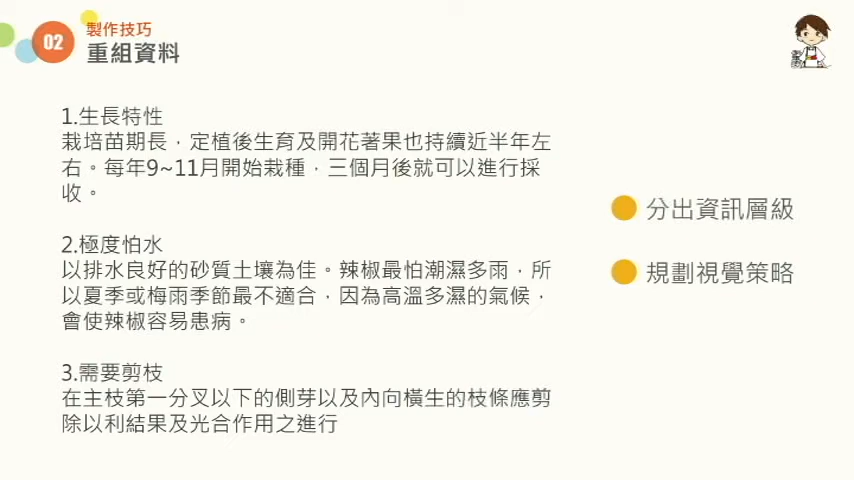 02
製作技巧
重組資料
1.生長特性
栽培苗期長，定植後生育及開花著果也持續近半年左
右。每年9~11月開始栽種，三個月後就可以進行採
收。
2.極度怕水
以排水良好的砂質土壤為佳。辣椒最怕潮濕多雨，所
以夏季或梅雨季節最不適合，因為高溫多濕的氣候，
會使辣椒容易患病。
3.需要剪枝
在主枝第一分叉以下的側芽以及內向橫生的枝條應剪
除以利結果及光合作用之進行
分出資訊層級
規劃視覺策略